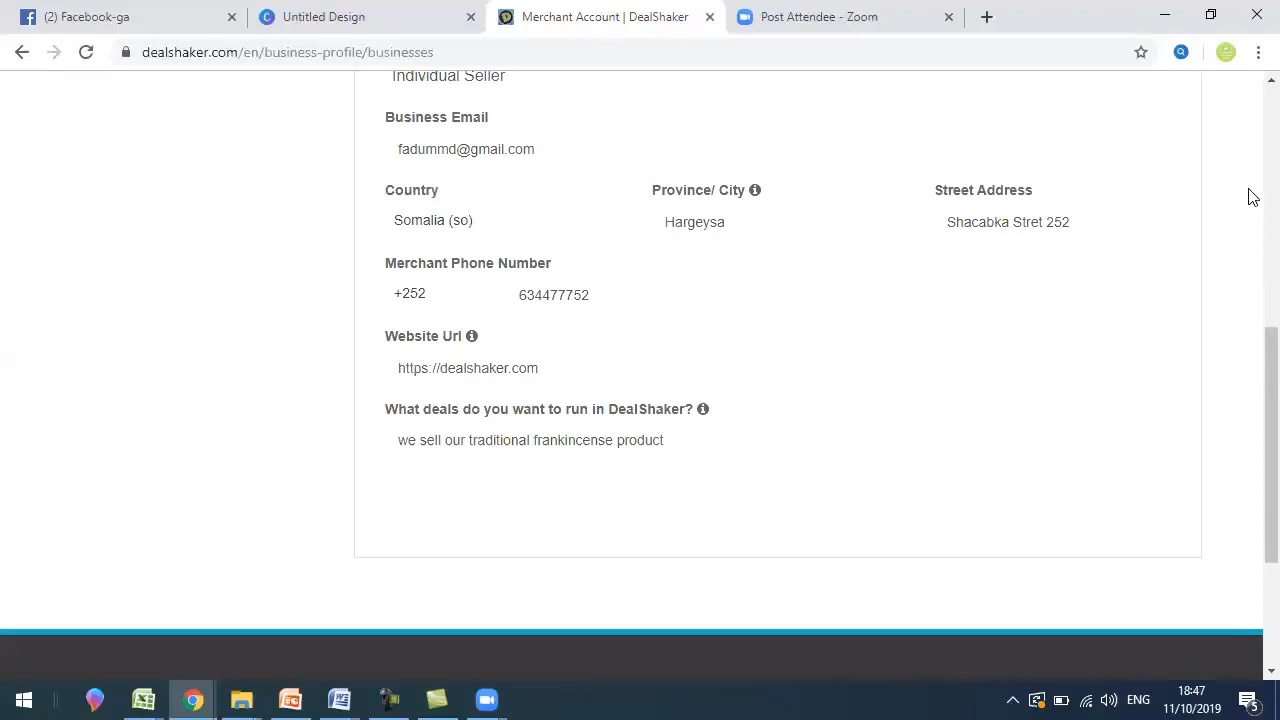 (2) Facebook-ga
Untitled Design
Merchant Account | DealShaker
Post Attendee - Zoom
dealshaker.com/en/business-profile/businesses
Individual Seller
Business Email
fadummd@gmail.com
Country Province/ City Street Address
Somalia (so) Hargeysa Shacabka Stret 252
Merchant Phone Number
+252 634477752
Website Url
https://dealshaker.com
What deals do you want to run in DealShaker?
we sell our traditional frankincense product
ENG
18:47
11/10/2019
5